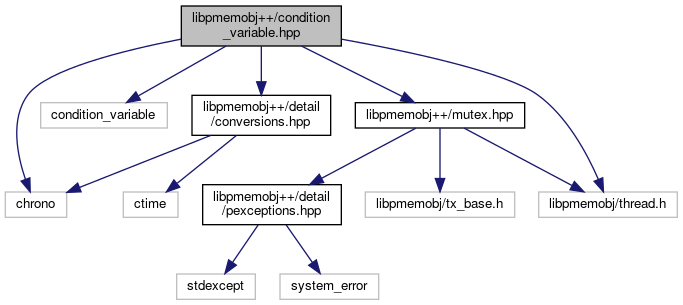 libpmemobj++/condition
_variable.hpp
condition_variable
libpmemobj++/detail
/conversions.hpp
libpmemobj++/mutex.hpp
chrono
ctime
libpmemobj++/detail
/pexceptions.hpp
libpmemobj/tx_base.h
libpmemobj/thread.h
stdexcept
system_error